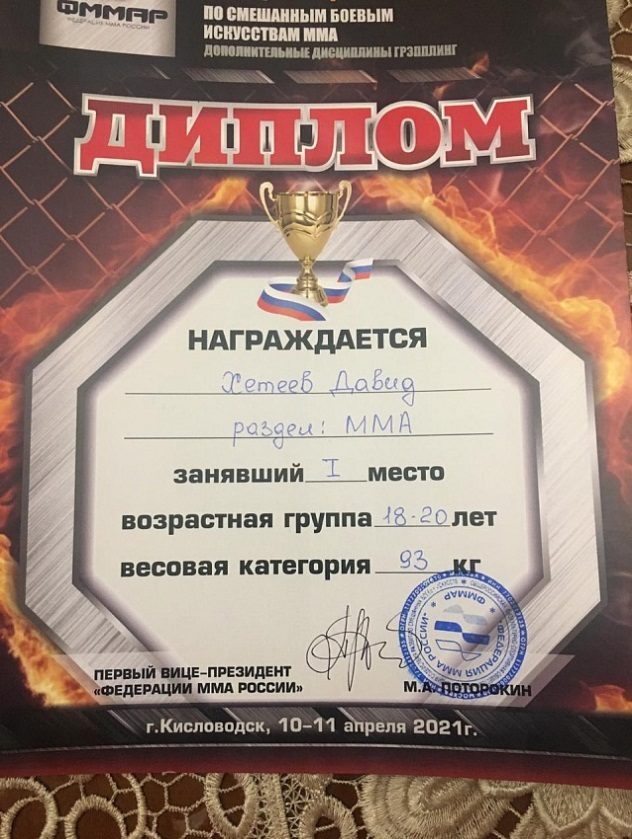 ФММАР
ФЕДЕРАЦИЯ ММА РОССИИ
ПО СМЕШАННЫМ БОЕВЫМ
ИСКУССТВАМ ММА
ДОПОЛНИТЕЛЬНЫЕ ДИСЦИПЛИНЫ ГРЭППЛИНГ
ДИПЛОМ
НАГРАЖДАЕТСЯ
Хетеев Давид
раздел: ММА
занявший I место
возрастная группа 18-20 лет
весовая категория 93 кг
ПЕРВЫЙ ВИЦЕ-ПРЕЗИДЕНТ
«ФЕДЕРАЦИИ ММА РОССИИ»
М.А. ПОТОРОКИН
ФММАР
«ФЕДЕРАЦИЯ ММА РОССИИ»
г.Кисловодск, 10-11 апреля 2021г.